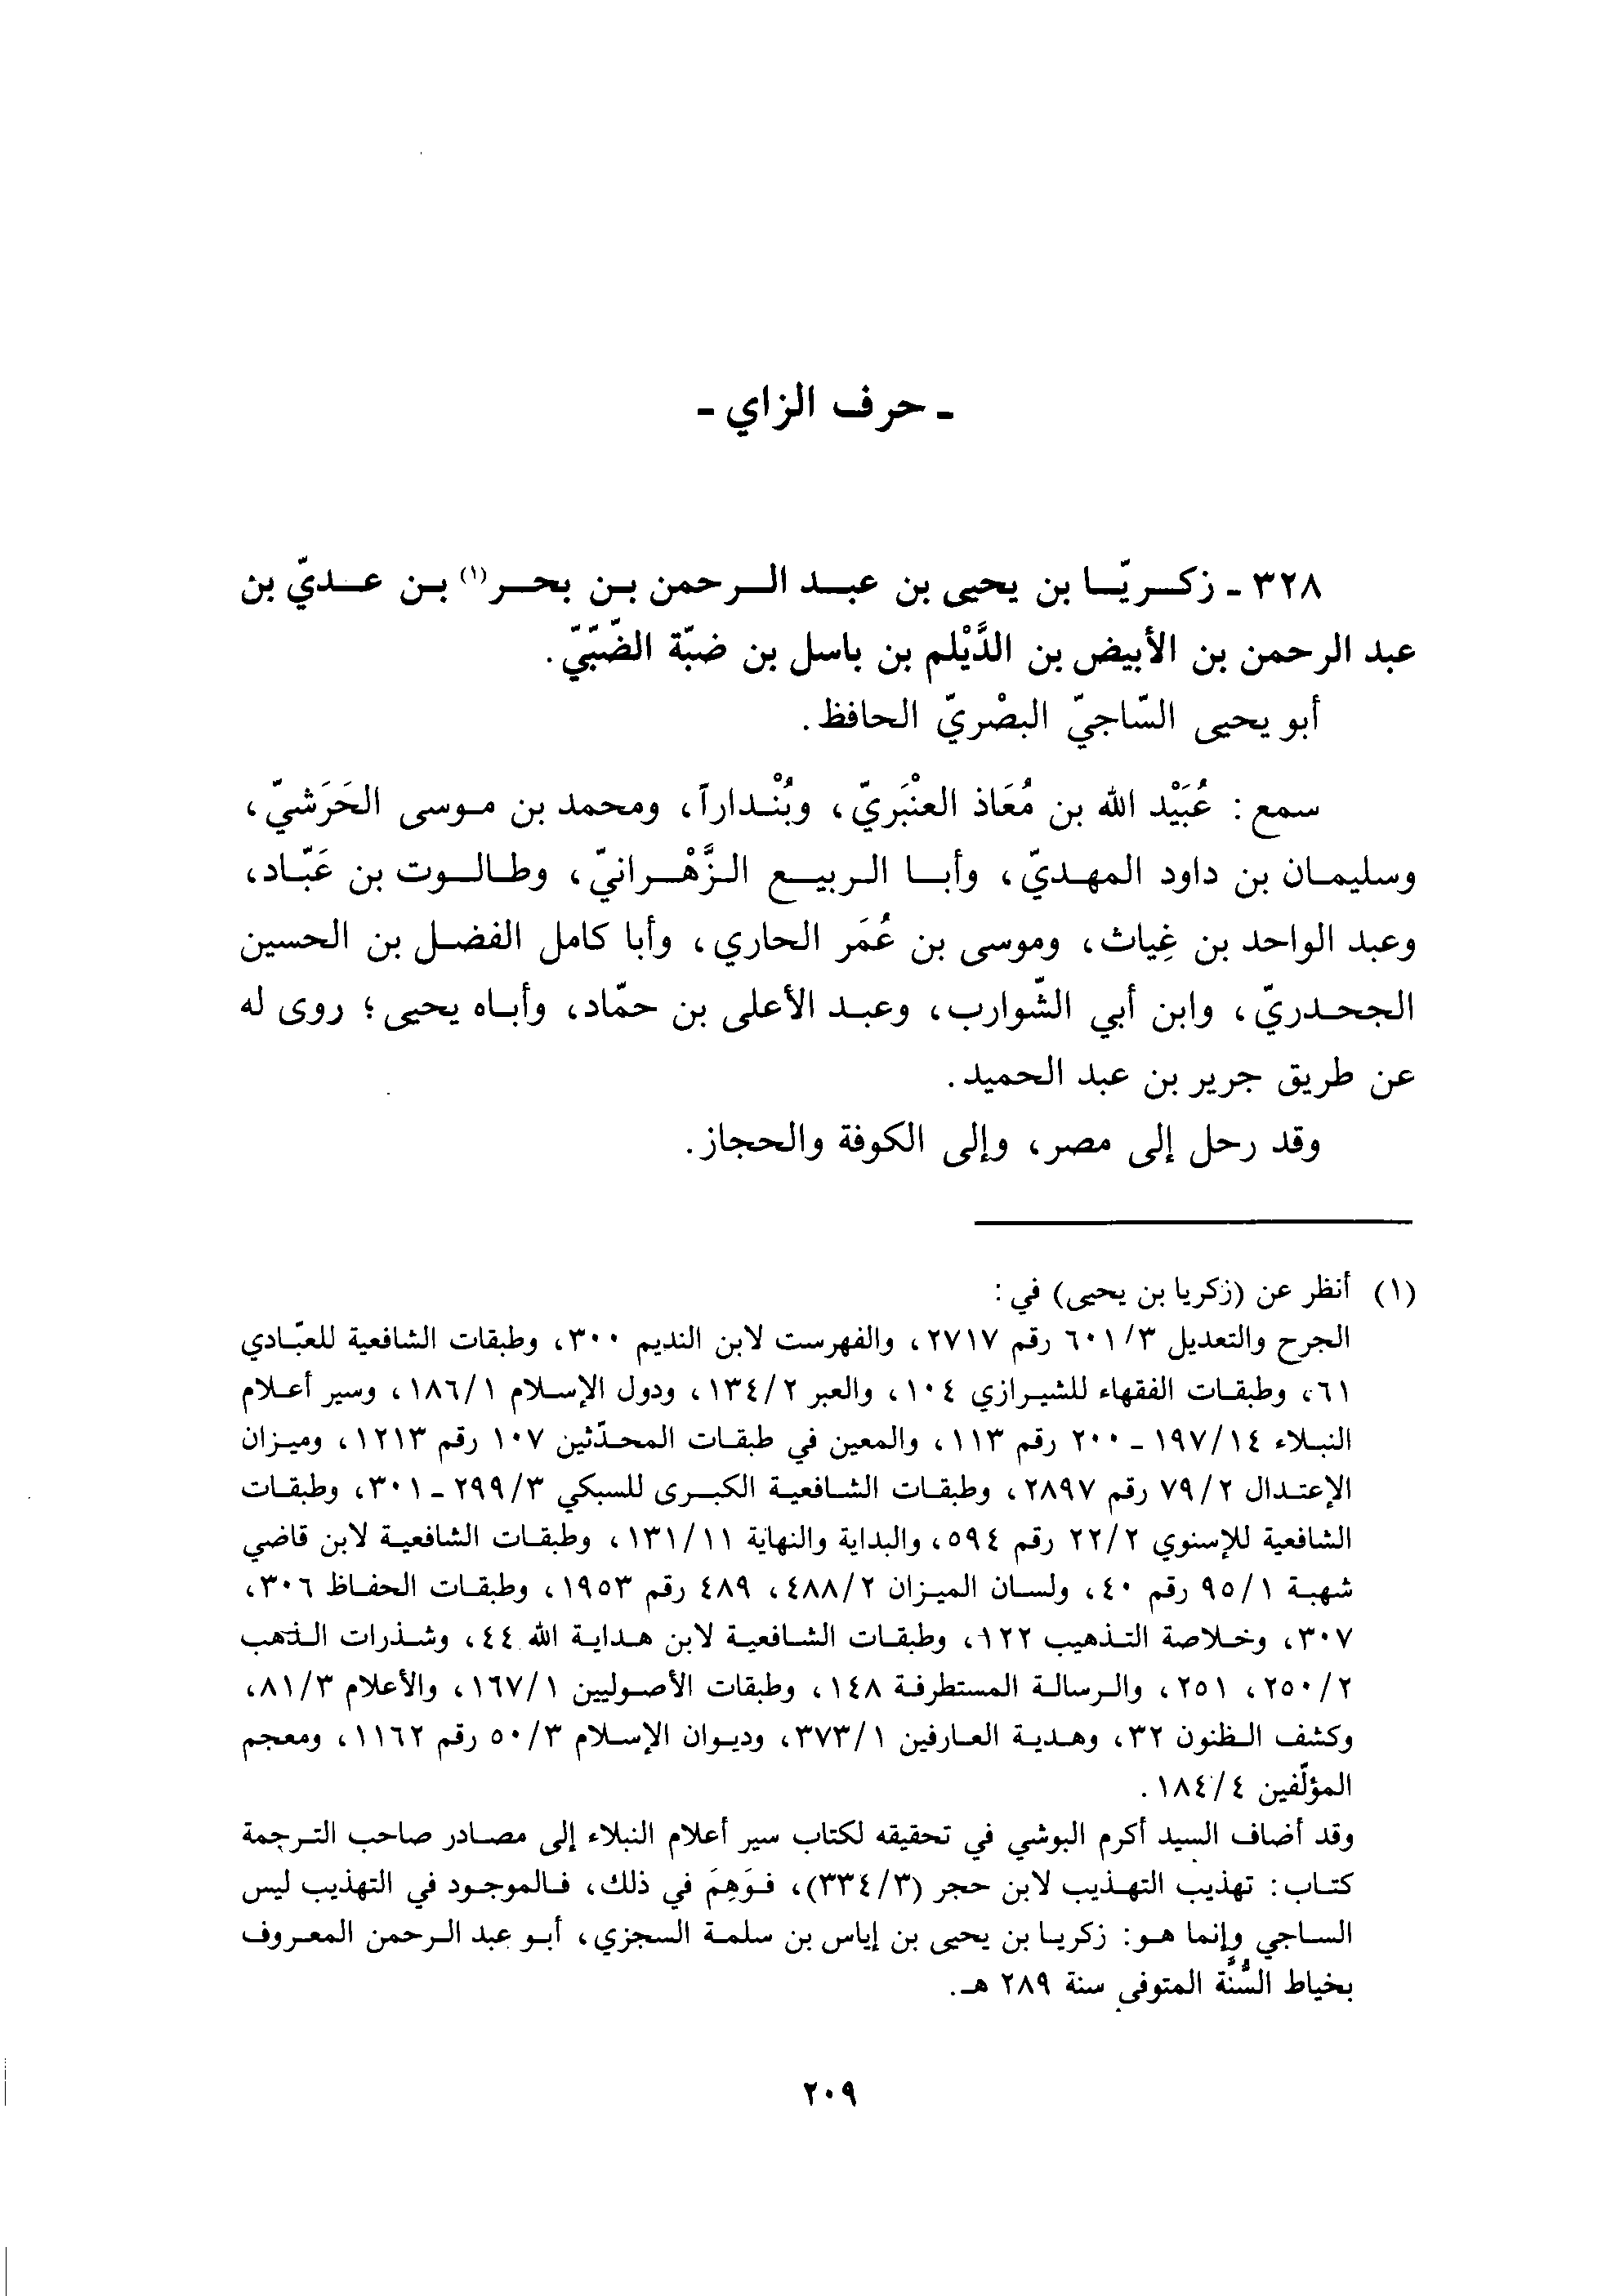 ـ حرف الزاي ـ
٣٢٨ ـ زكريّا بن يحيى بن عبد الرحمن بن بحر(١) بن عديّ بن
عبد الرحمن بن الأبيض بن الدَّيْلم بن باسل بن ضبّة الضّبّيّ.
أبو يحيى السّاجيّ البصْريّ الحافظ.
سمع: عُبَيْد الله بن مُعَاذ العنْبَريّ، وبُنْداراً، ومحمد بن موسى الحَرَشيّ،
وسليمان بن داود المهديّ، وأبا الربيع الزَّهْرانيّ، وطالوت بن عَبّاد،
وعبد الواحد بن غِياث، وموسى بن عُمَر الحاري، وأبا كامل الفضل بن الحسين
الجحدريّ، وابن أبي الشّوارب، وعبد الأعلى بن حمّاد، وأباه يحيى؛ روى له
عن طريق جرير بن عبد الحميد.
وقد رحل إلى مصر، وإلى الكوفة والحجاز.
(١) أنظر عن (زكريا بن يحيى) في:
الجرح والتعديل ٦٠١/٣ رقم ٢٧١٧، والفهرست لابن النديم ٣٠٠، وطبقات الشافعية للعبّادي
٦١، وطبقات الفقهاء للشيرازي ١٠٤، والعبر ١٣٤/٢، ودول الإسلام ١٨٦/١، وسير أعلام
النبلاء ١٩٧/١٤ ـ ٢٠٠ رقم ١١٣، والمعين في طبقات المحدّثين ١٠٧ رقم ١٢١٣، وميزان
الإعتدال ٧٩/٢ رقم ٢٨٩٧، وطبقات الشافعية الكبرى للسبكي ٢٩٩/٣ ـ ٣٠١، وطبقات
الشافعية للإسنوي ٢٢/٢ رقم ٥٩٤، والبداية والنهاية ١٣١/١١، وطبقات الشافعية لابن قاضي
شهبة ٩٥/١ رقم ٤٠، ولسان الميزان ٤٨٨/٢، ٤٨٩ رقم ١٩٥٣، وطبقات الحفاظ ٣٠٦،
٣٠٧، وخلاصة التذهيب ١٢٢، وطبقات الشافعية لابن هداية الله ٤٤، وشذرات الذهب
٢٥٠/٢، ٢٥١، والرسالة المستطرفة ١٤٨، وطبقات الأصوليين ١٦٧/١، والأعلام ٨١/٣،
وكشف الظنون ٣٢، وهدية العارفين ٣٧٣/١، وديوان الإسلام ٥٠/٣ رقم ١١٦٢، ومعجم
المؤلّفين ١٨٤/٤.
وقد أضاف السيد أكرم البوشي في تحقيقه لكتاب سير أعلام النبلاء إلى مصادر صاحب الترجمة
كتاب: تهذيب التهذيب لابن حجر (٣٣٤/٣)، فوَهِمَ في ذلك، فالموجود في التهذيب ليس
الساجي وإنما هو: زكريا بن يحيى بن إياس بن سلمة السجزي، أبو عبد الرحمن المعروف
بخياط السُّنَّة المتوفى سنة ٢٨٩ هـ.
٢٠٩